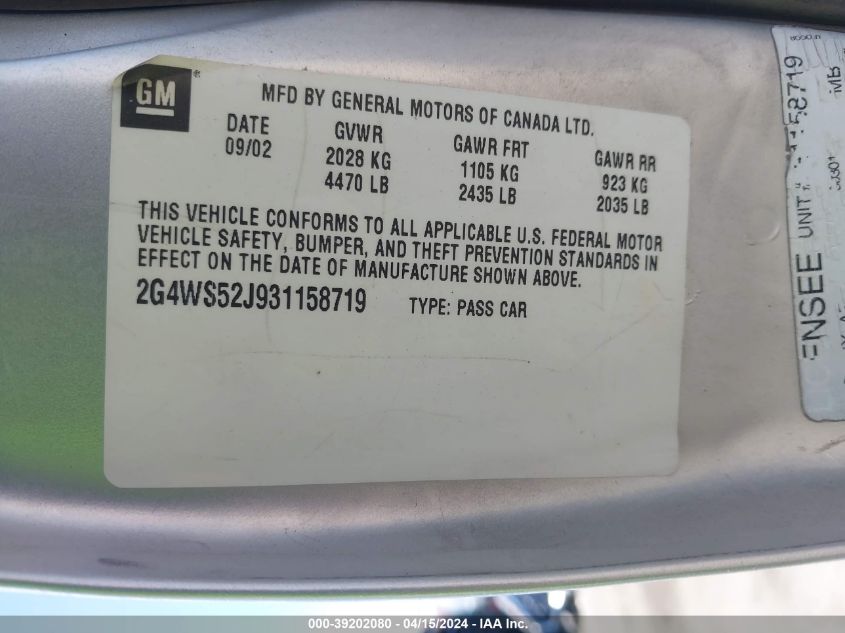 GM
MFD BY GENERAL MOTORS OF CANADA LTD.
DATE GVWR GAWR FRT GAWR RR
09/02 2028 KG 1105 KG 923 KG
4470 LB 2435 LB 2035 LB
THIS VEHICLE CONFORMS TO ALL APPLICABLE U.S. FEDERAL MOTOR
VEHICLE SAFETY, BUMPER, AND THEFT PREVENTION STANDARDS IN
EFFECT ON THE DATE OF MANUFACTURE SHOWN ABOVE.
2G4WS52J931158719 TYPE: PASS CAR
58719
UNIT
ENSEE
000-39202080 - 04/15/2024 - IAA Inc.